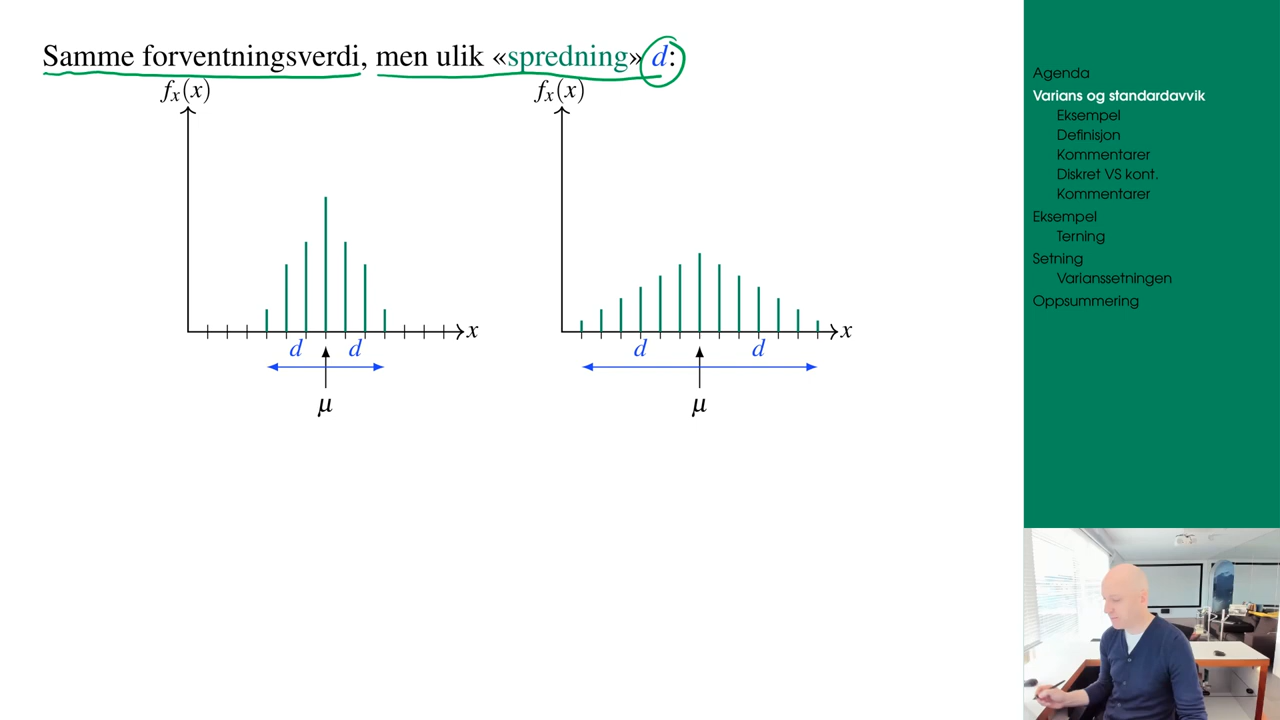 Samme forventningsverdi, men ulik «spredning» d:
fx(x)
x
d d
μ
fx(x)
x
d d
μ
Agenda
Varians og standardavvik
Eksempel
Definisjon
Kommentarer
Diskret VS kont.
Kommentarer
Eksempel
Terning
Setning
Varianssetningen
Oppsummering